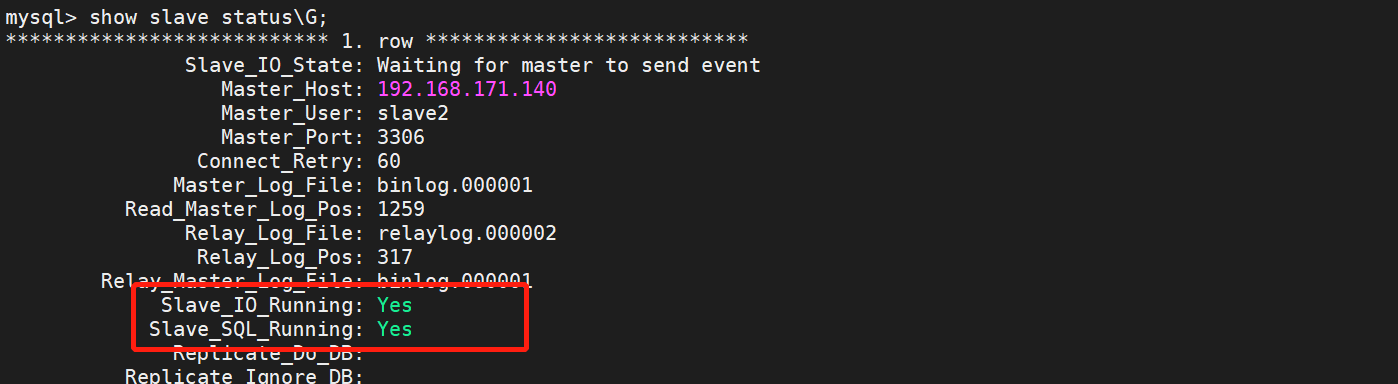 mysql> show slave status\G;
*************************** 1. row ***************************
Slave_IO_State: Waiting for master to send event
Master_Host: 192.168.171.140
Master_User: slave2
Master_Port: 3306
Connect_Retry: 60
Master_Log_File: binlog.000001
Read_Master_Log_Pos: 1259
Relay_Log_File: relaylog.000002
Relay_Log_Pos: 317
Relay_Master_Log_File: binlog.000001
Slave_IO_Running: Yes
Slave_SQL_Running: Yes
Replicate_Do_DB:
Replicate_Ignore_DB: